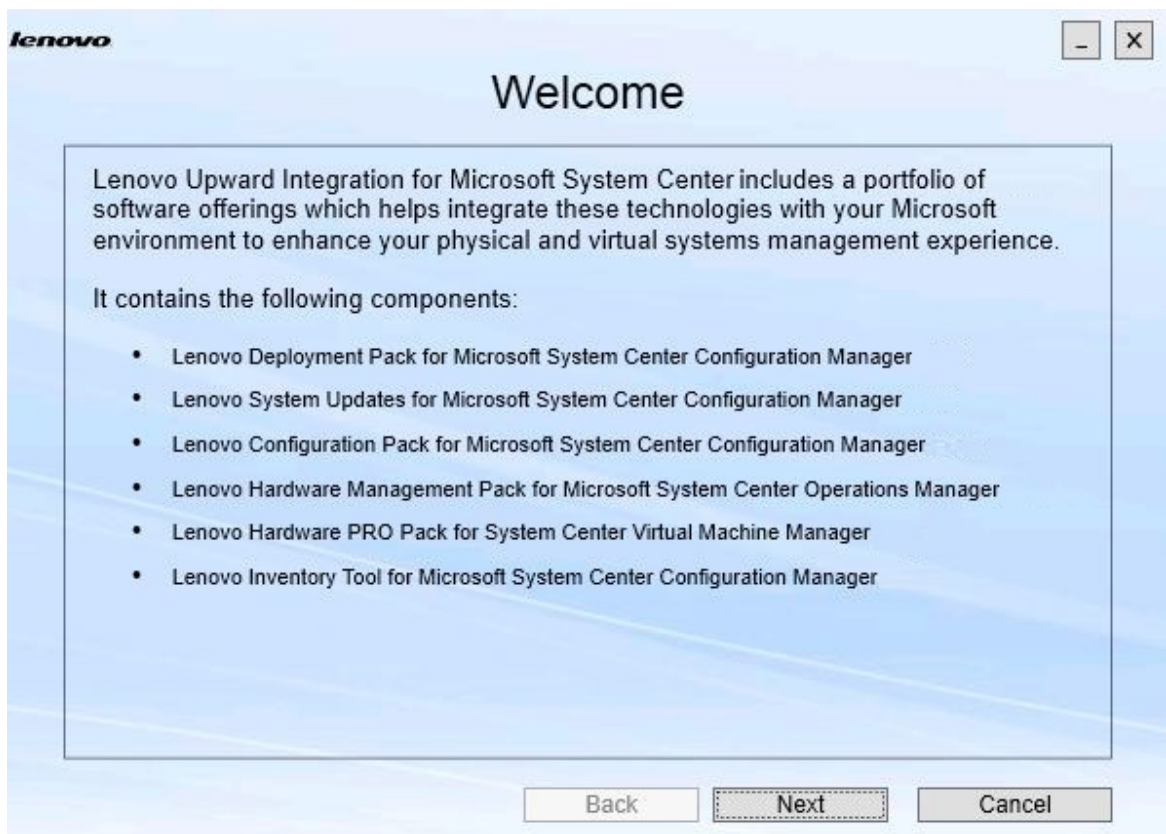 lenovo
_ X
Welcome
Lenovo Upward Integration for Microsoft System Center includes a portfolio of
software offerings which helps integrate these technologies with your Microsoft
environment to enhance your physical and virtual systems management experience.
It contains the following components:
• Lenovo Deployment Pack for Microsoft System Center Configuration Manager
• Lenovo System Updates for Microsoft System Center Configuration Manager
• Lenovo Configuration Pack for Microsoft System Center Configuration Manager
• Lenovo Hardware Management Pack for Microsoft System Center Operations Manager
• Lenovo Hardware PRO Pack for System Center Virtual Machine Manager
• Lenovo Inventory Tool for Microsoft System Center Configuration Manager
Back Next Cancel